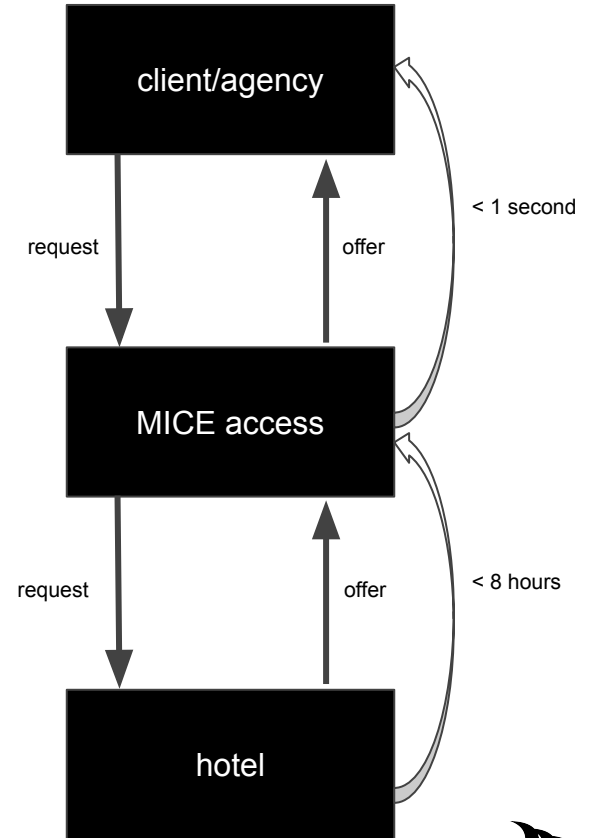 client/agency
< 1 second
request
offer
MICE access
< 8 hours
request
offer
hotel